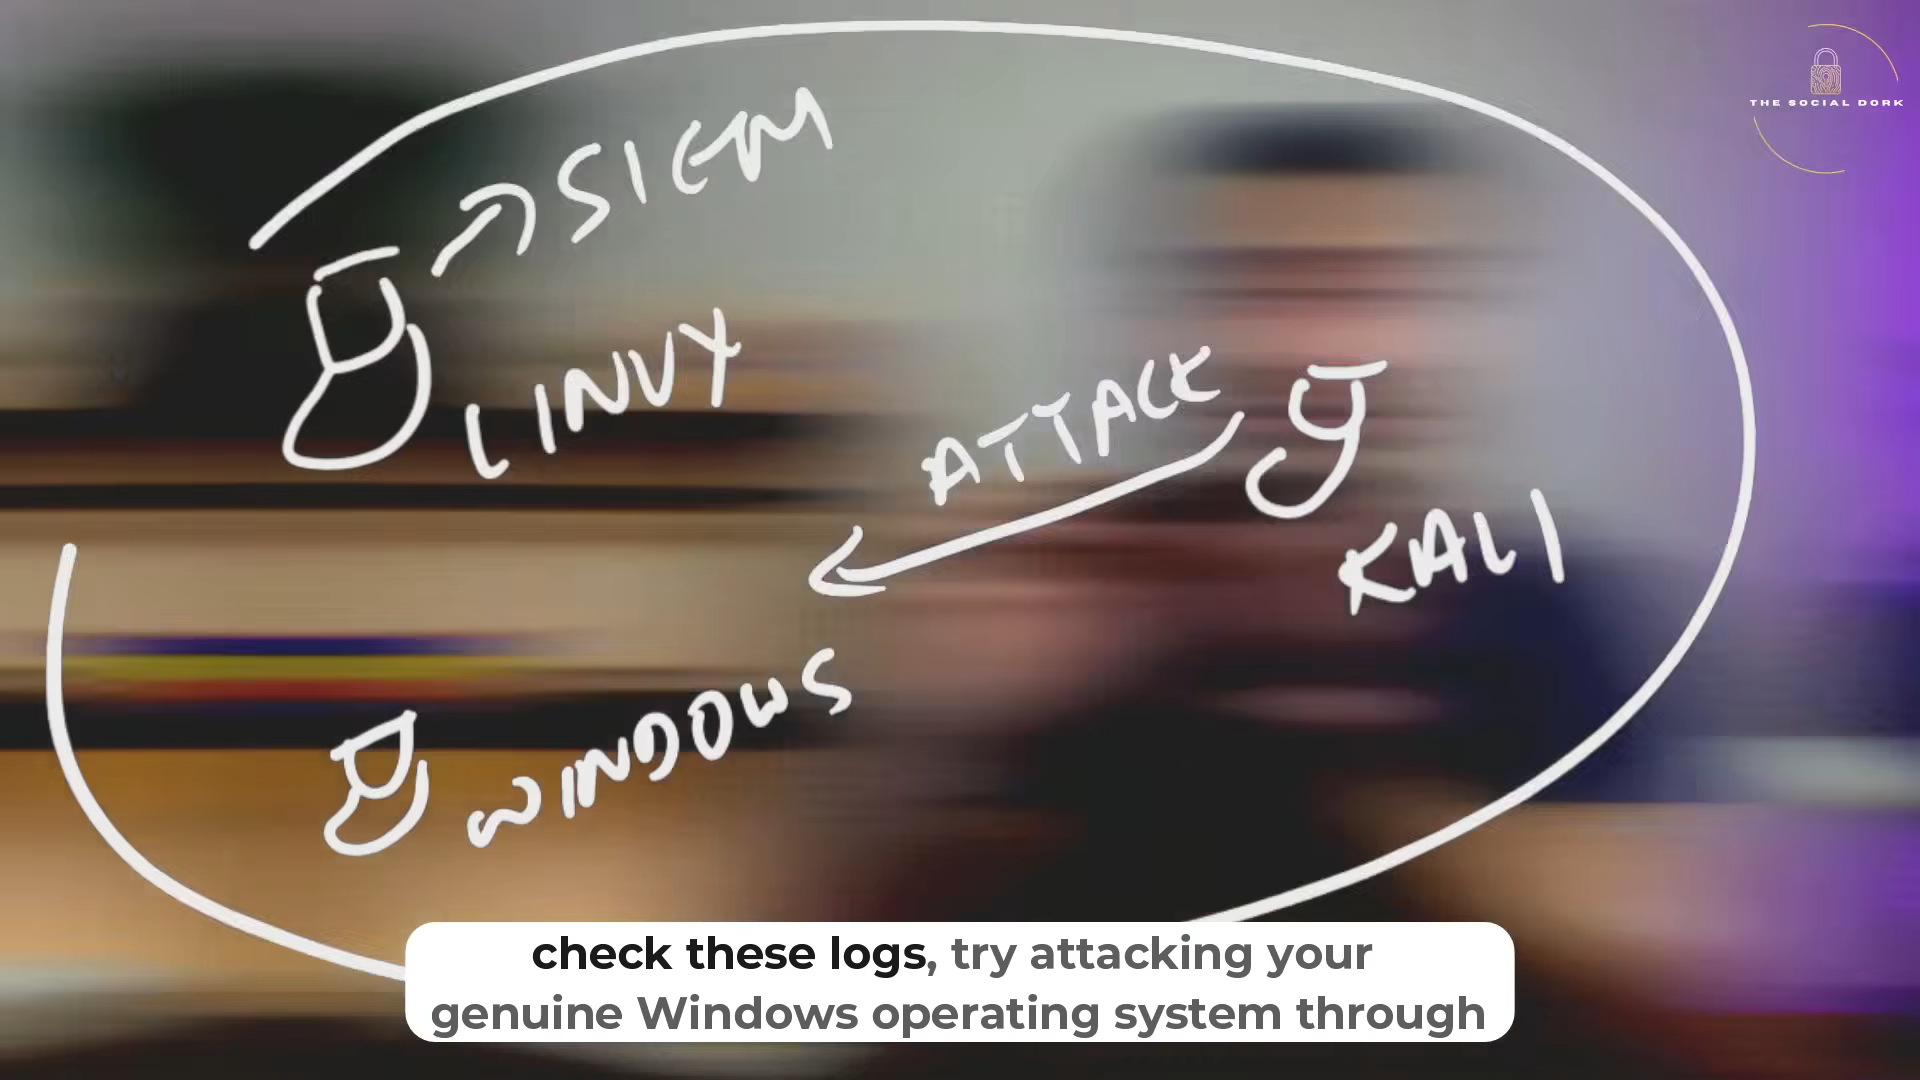 THE SOCIAL DORK
SIEM
LINUX
ATTACK
KALI
WINDOWS
check these logs, try attacking your
genuine Windows operating system through